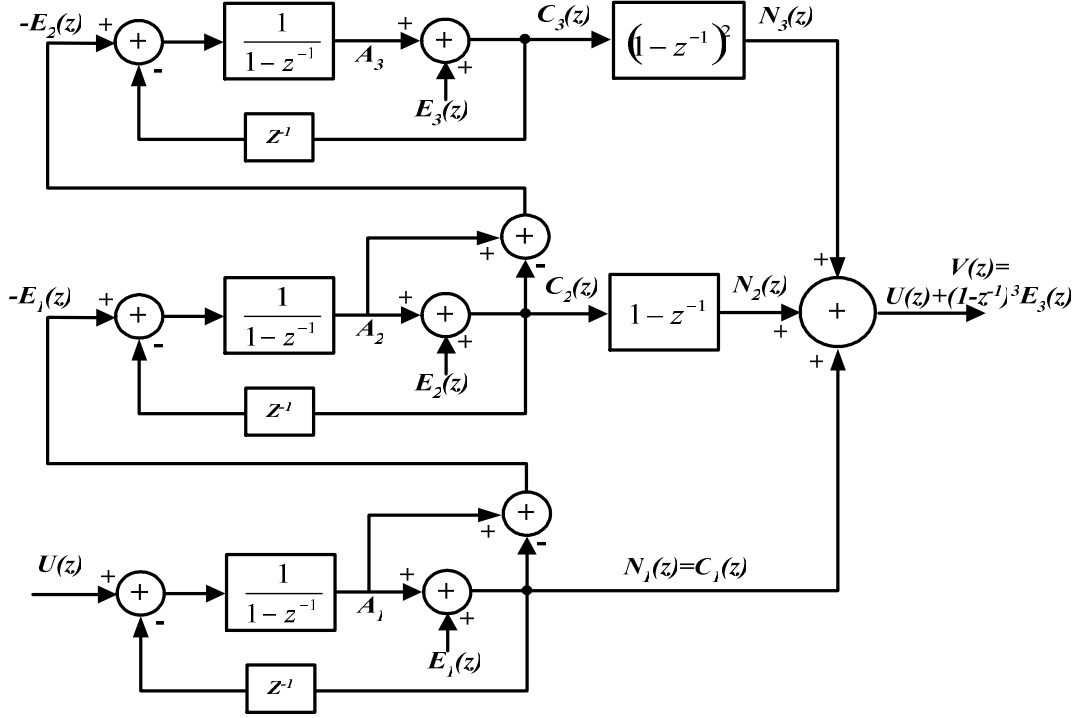 -E₂(z) + + - 1 / 1 - z⁻¹ A₃ + + + E₃(z) C₃(z) (1 - z⁻¹)² N₃(z)
Z⁻¹
+ + -
-E₁(z) + + - 1 / 1 - z⁻¹ A₂ + + + E₂(z) C₂(z) 1 - z⁻¹ N₂(z) + + + + V(z)=
U(z)+(1-z⁻¹)³E₃(z)
Z⁻¹
+ + -
U(z) + + - 1 / 1 - z⁻¹ A₁ + + + E₁(z) N₁(z)=C₁(z)
Z⁻¹